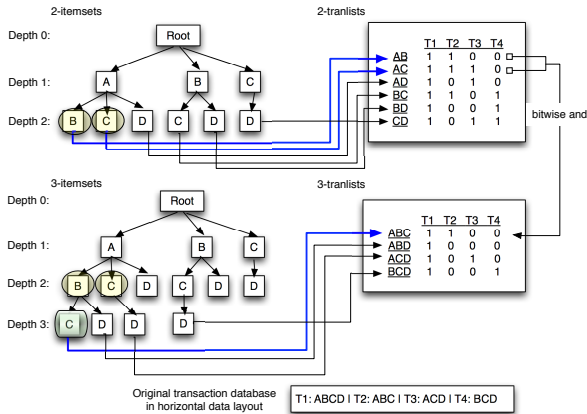 2-itemsets
2-tranlists
Depth 0:
Root
T1 T2 T3 T4
AB 1 1 0 0
AC 1 1 1 0
AD 1 0 1 0
BC 1 1 0 1
BD 1 0 0 1
CD 1 0 1 1
Depth 1:
A B C
Depth 2:
B C D C D D
bitwise and
3-itemsets
3-tranlists
Depth 0:
Root
T1 T2 T3 T4
ABC 1 1 0 0
ABD 1 0 0 0
ACD 1 0 1 0
BCD 1 0 0 1
Depth 1:
A B C
Depth 2:
B C D C D D
Depth 3:
C D D D
Original transaction database
in horizontal data layout
T1: ABCD | T2: ABC | T3: ACD | T4: BCD